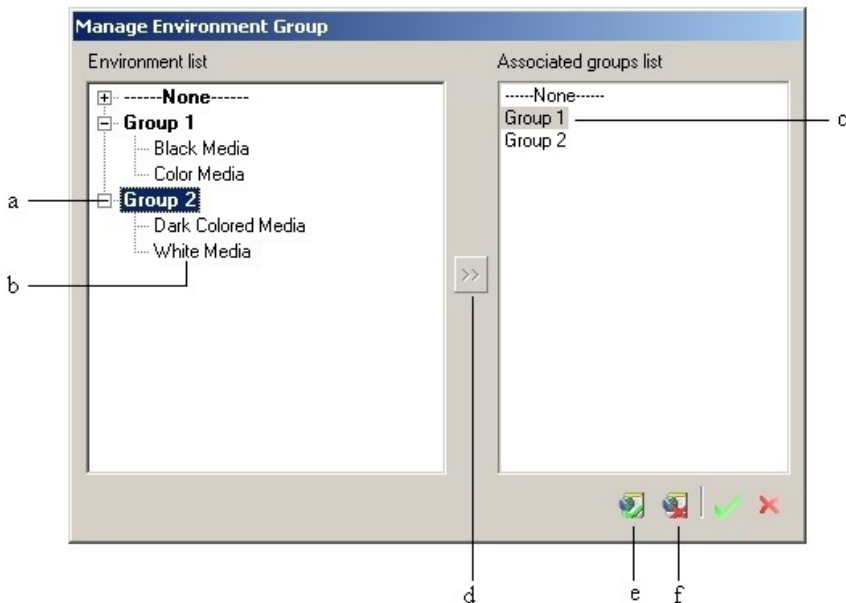 Manage Environment Group
Environment list
Associated groups list
------None------
Group 1
Black Media
Color Media
Group 2
Dark Colored Media
White Media
-----None-----
Group 1
Group 2
>>
a
b
c
d
e
f